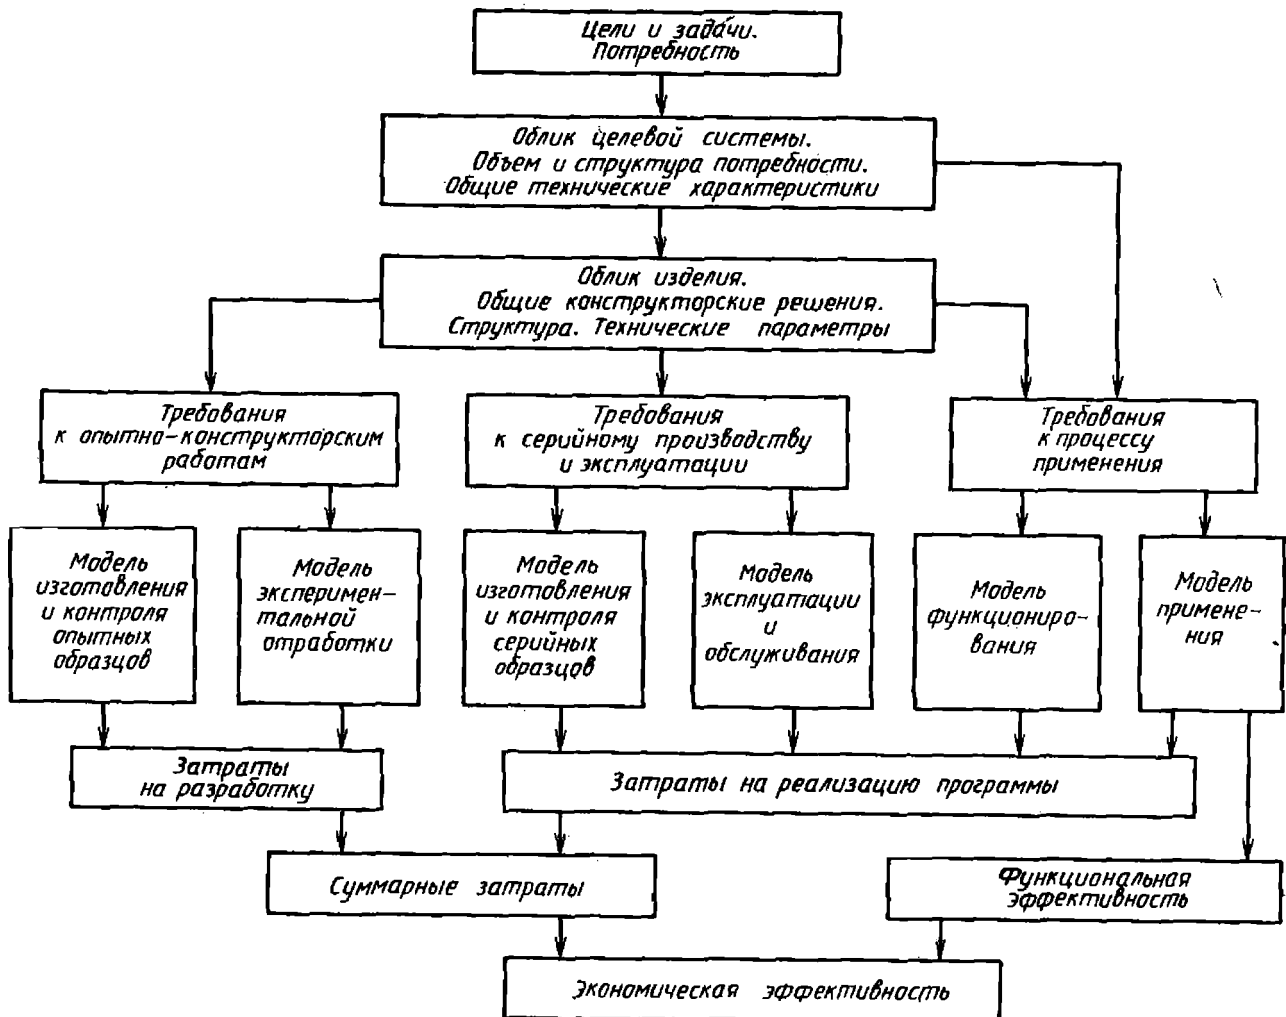 Цели и задачи.
Потребность
Облик целевой системы.
Объем и структура потребности.
Общие технические характеристики
Облик изделия.
Общие конструкторские решения.
Структура. Технические параметры
Требования
к опытно-конструкторским
работам
Требования
к серийному производству
и эксплуатации
Требования
к процессу
применения
Модель
изготовления
и контроля
опытных
образцов
Модель
эксперимен-
тальной
отработки
Модель
изготовления
и контроля
серийных
образцов
Модель
эксплуатации
и
обслуживания
Модель
функциониро-
вания
Модель
примене-
ния
Затраты
на разработку
Затраты на реализацию программы
Суммарные затраты
Функциональная
эффективность
Экономическая эффективность